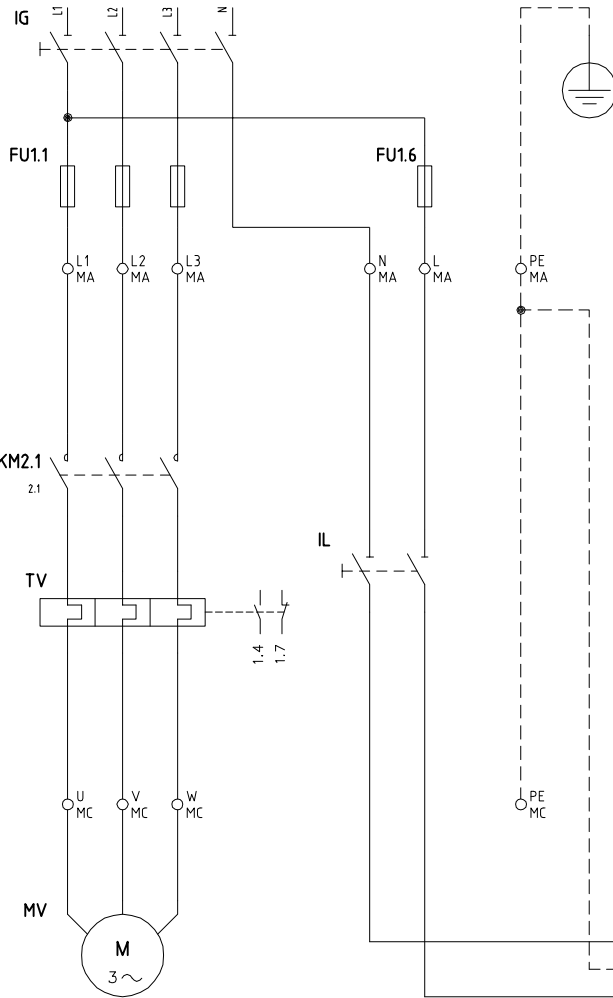 IG
L1
L2
L3
N
FU1.1
FU1.6
L1
MA
L2
MA
L3
MA
N
MA
L
MA
PE
MA
KM2.1
2.1
IL
TV
1.4
1.7
U
MC
V
MC
W
MC
PE
MC
MV
M
3~